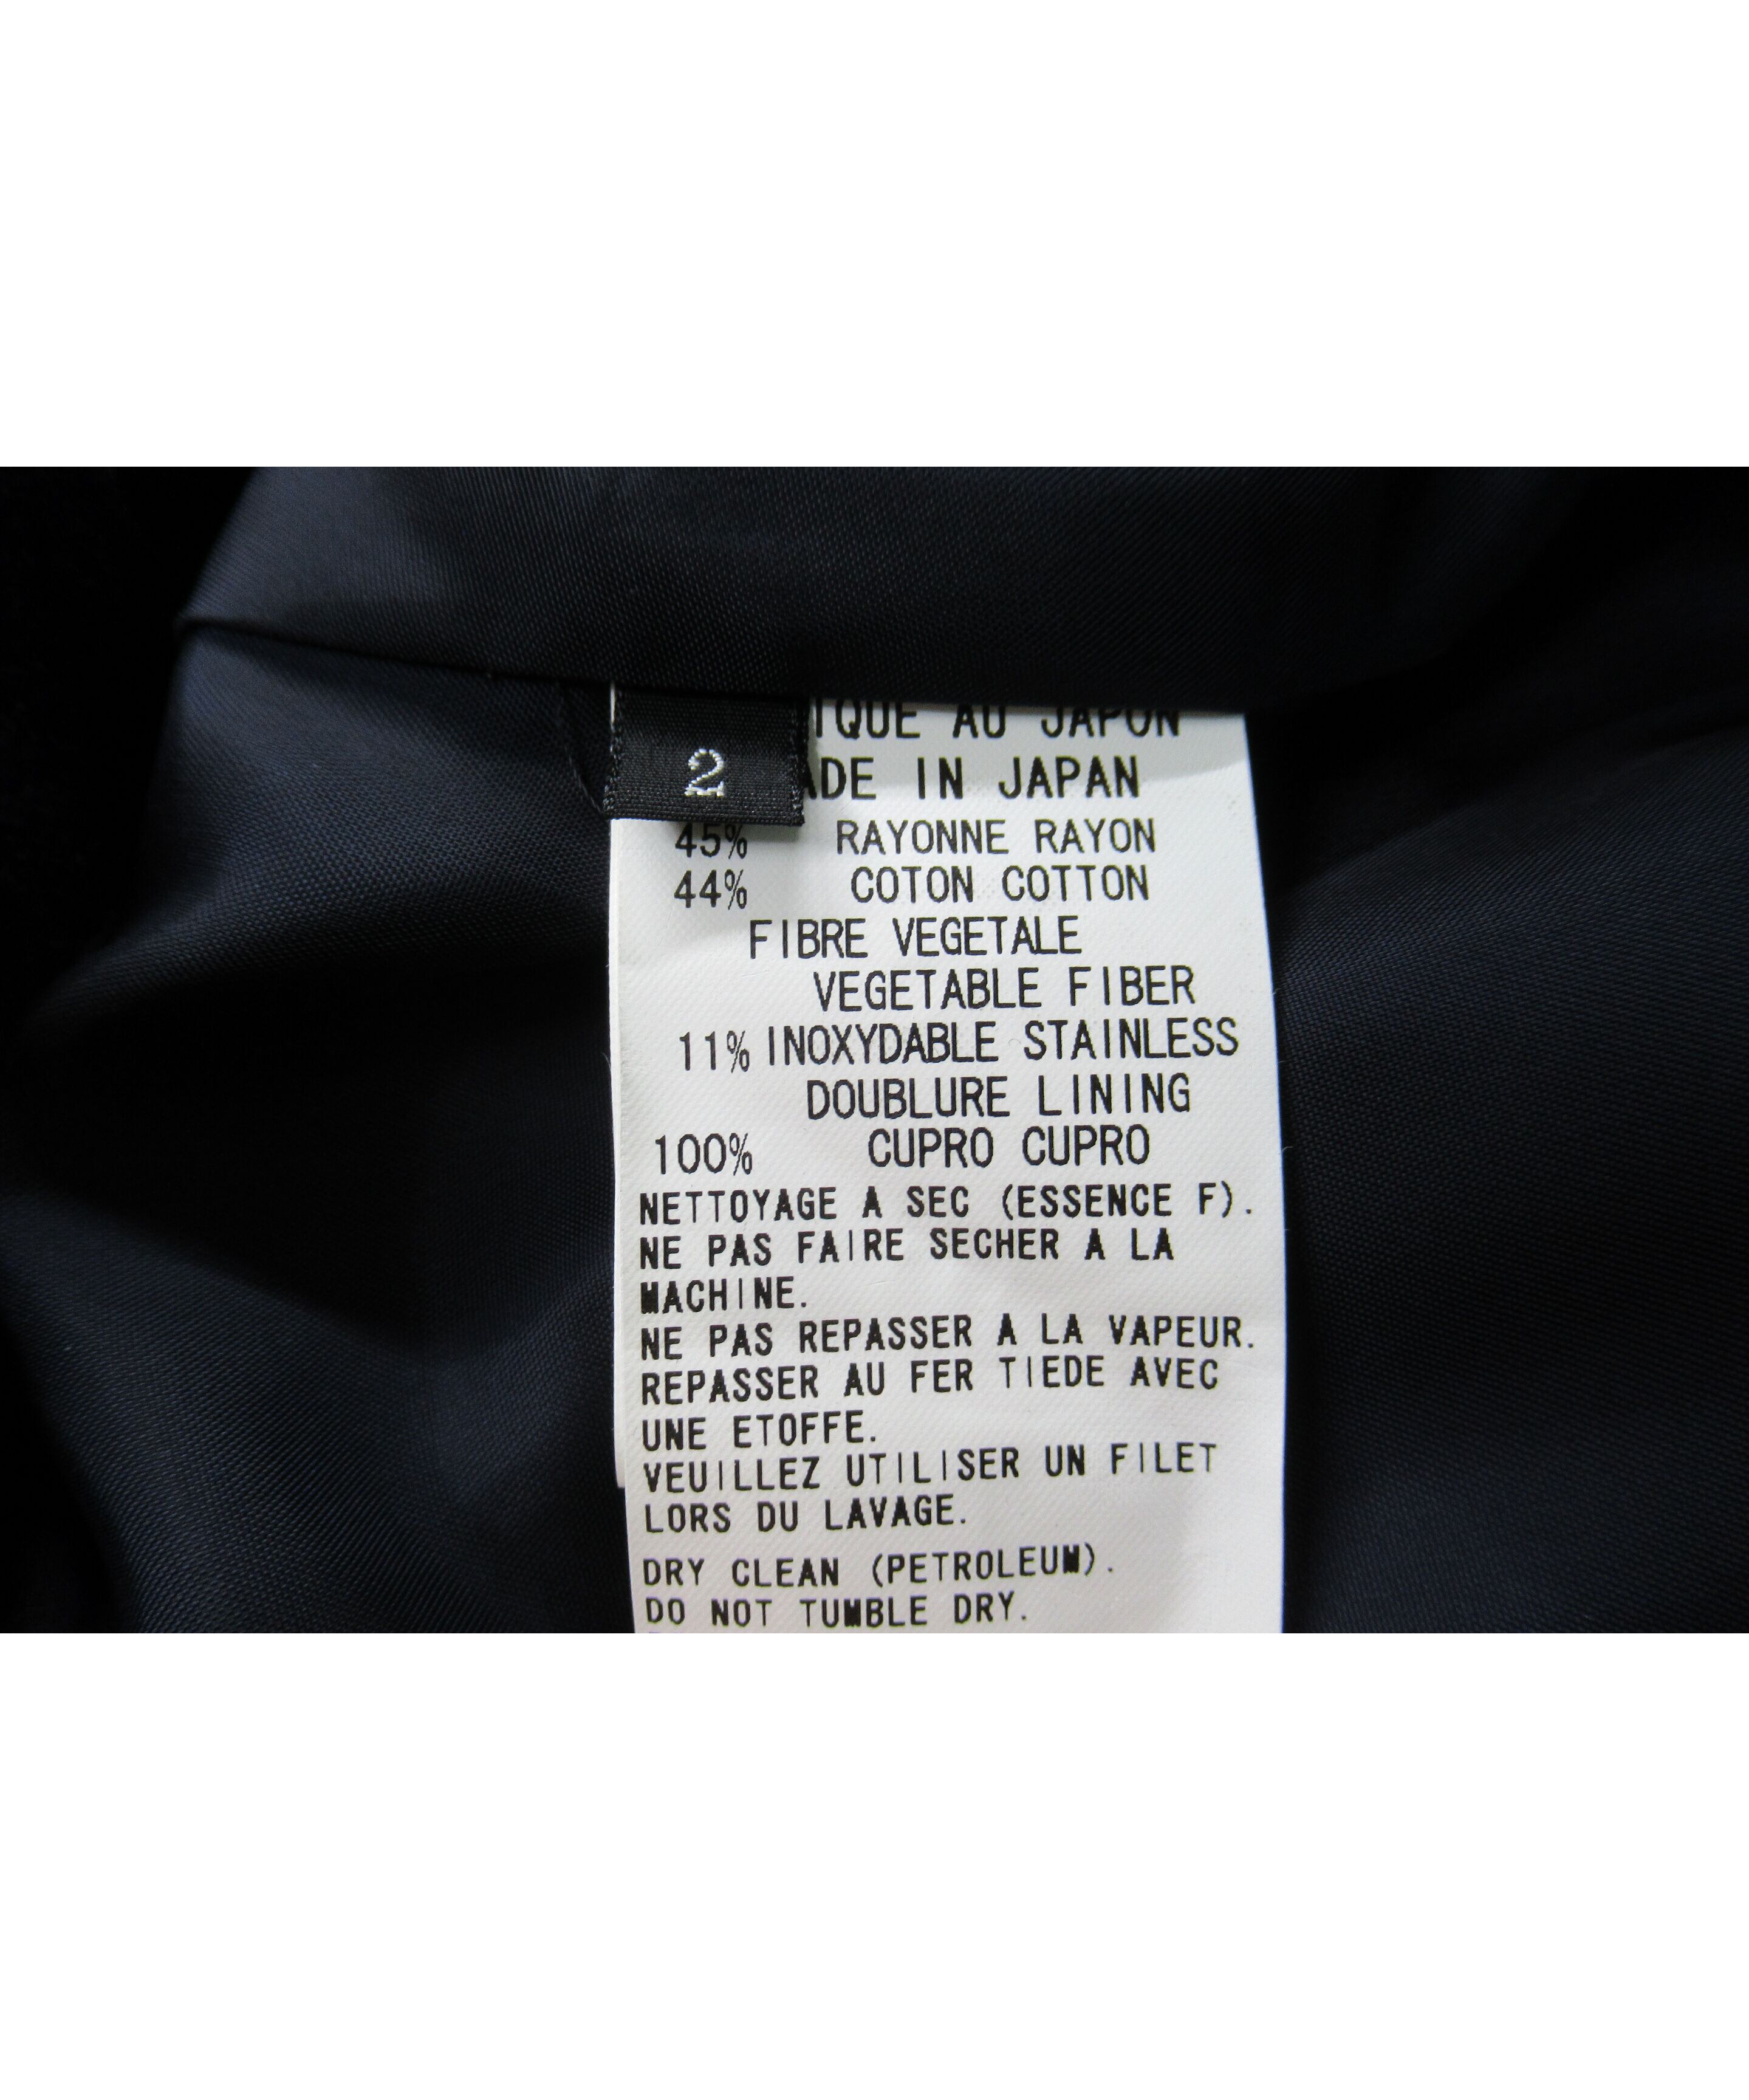 2
IQUE AU JAPON
ADE IN JAPAN
45% RAYONNE RAYON
44% COTON COTTON
FIBRE VEGETALE
VEGETABLE FIBER
11% INOXYDABLE STAINLESS
DOUBLURE LINING
100% CUPRO CUPRO
NETTOYAGE A SEC (ESSENCE F).
NE PAS FAIRE SECHER A LA
MACHINE.
NE PAS REPASSER A LA VAPEUR.
REPASSER AU FER TIEDE AVEC
UNE ETOFFE.
VEUILLEZ UTILISER UN FILET
LORS DU LAVAGE.
DRY CLEAN (PETROLEUM).
DO NOT TUMBLE DRY.